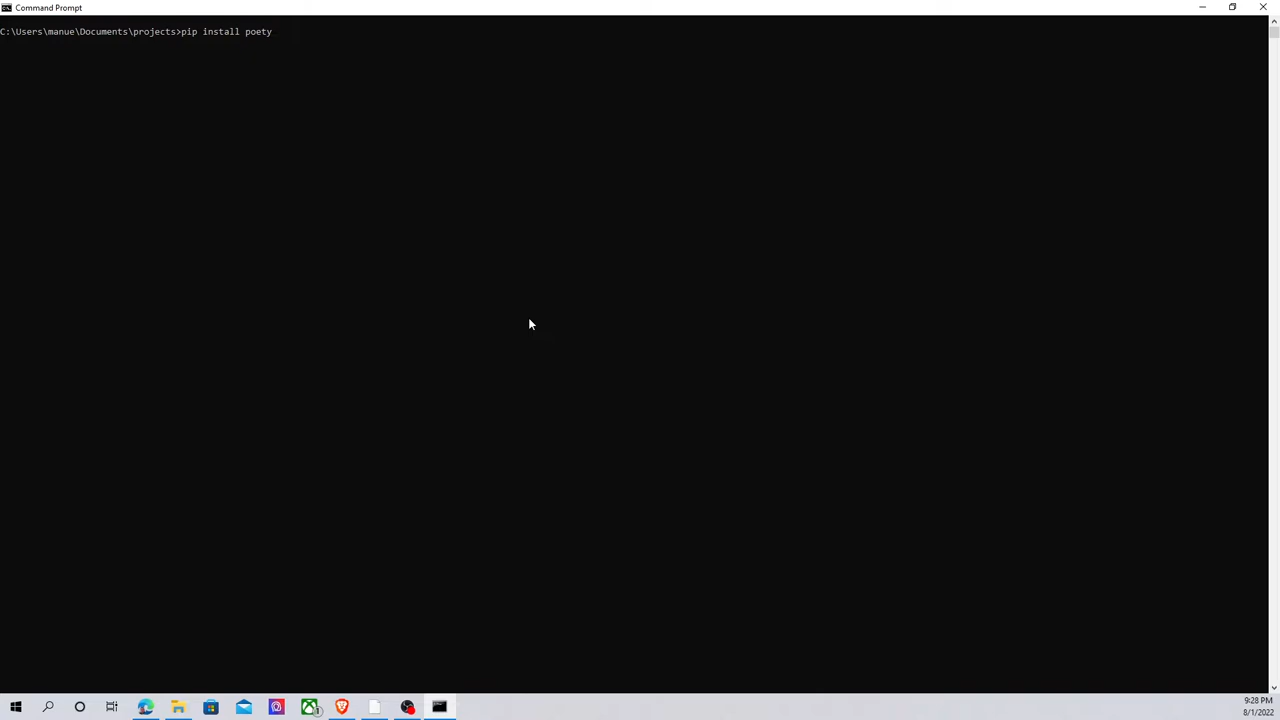 Command Prompt
C:\Users\manue\Documents\projects>pip install poety
9:28 PM
8/1/2022